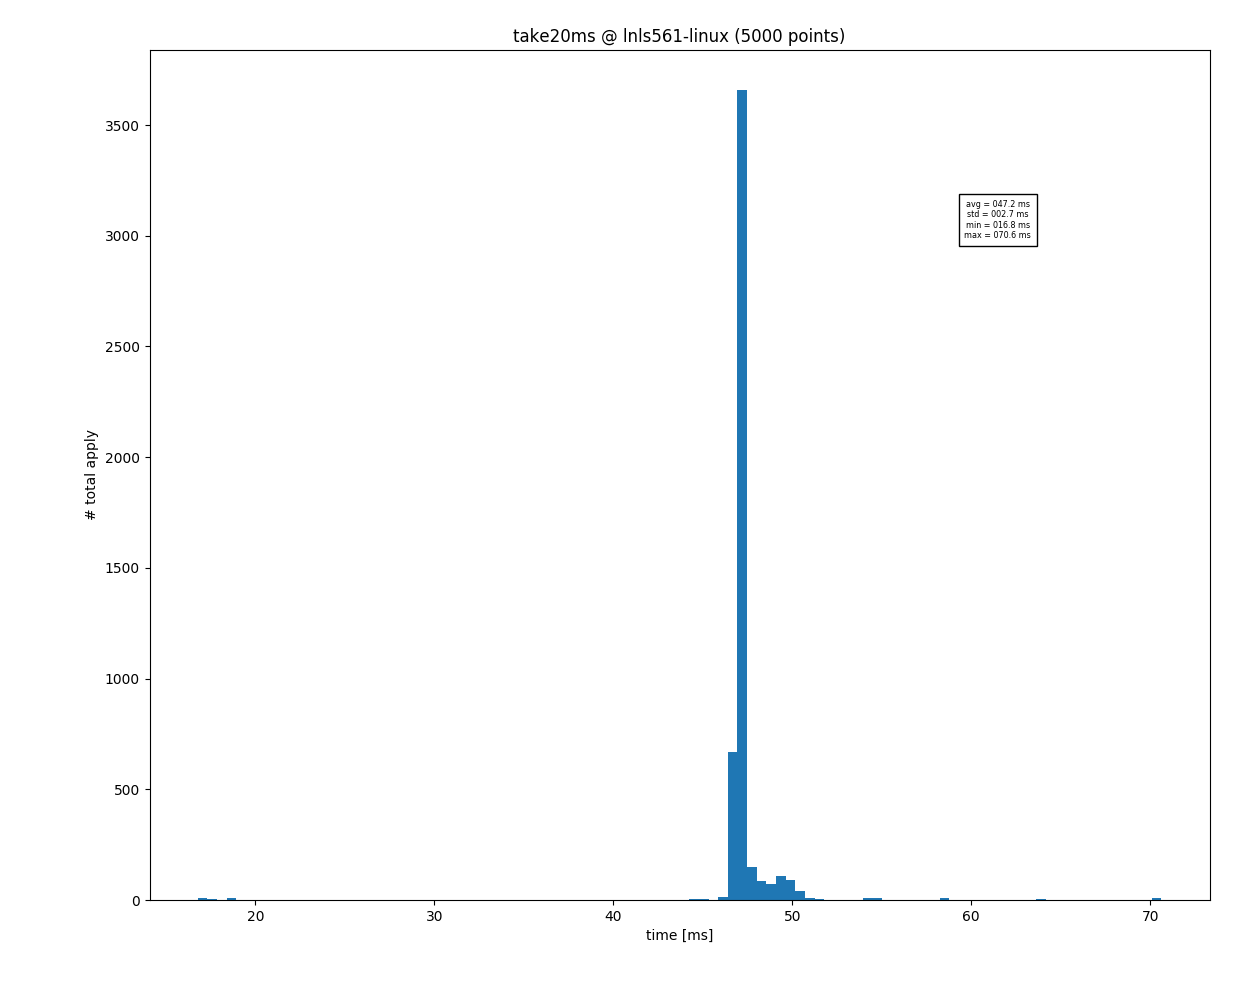 take20ms @ lnls561-linux (5000 points)
3500
3000
2500
2000
1500
1000
500
0
# total apply
avg = 047.2 ms
std = 002.7 ms
min = 016.8 ms
max = 070.6 ms
20 30 40 50 60 70
time [ms]